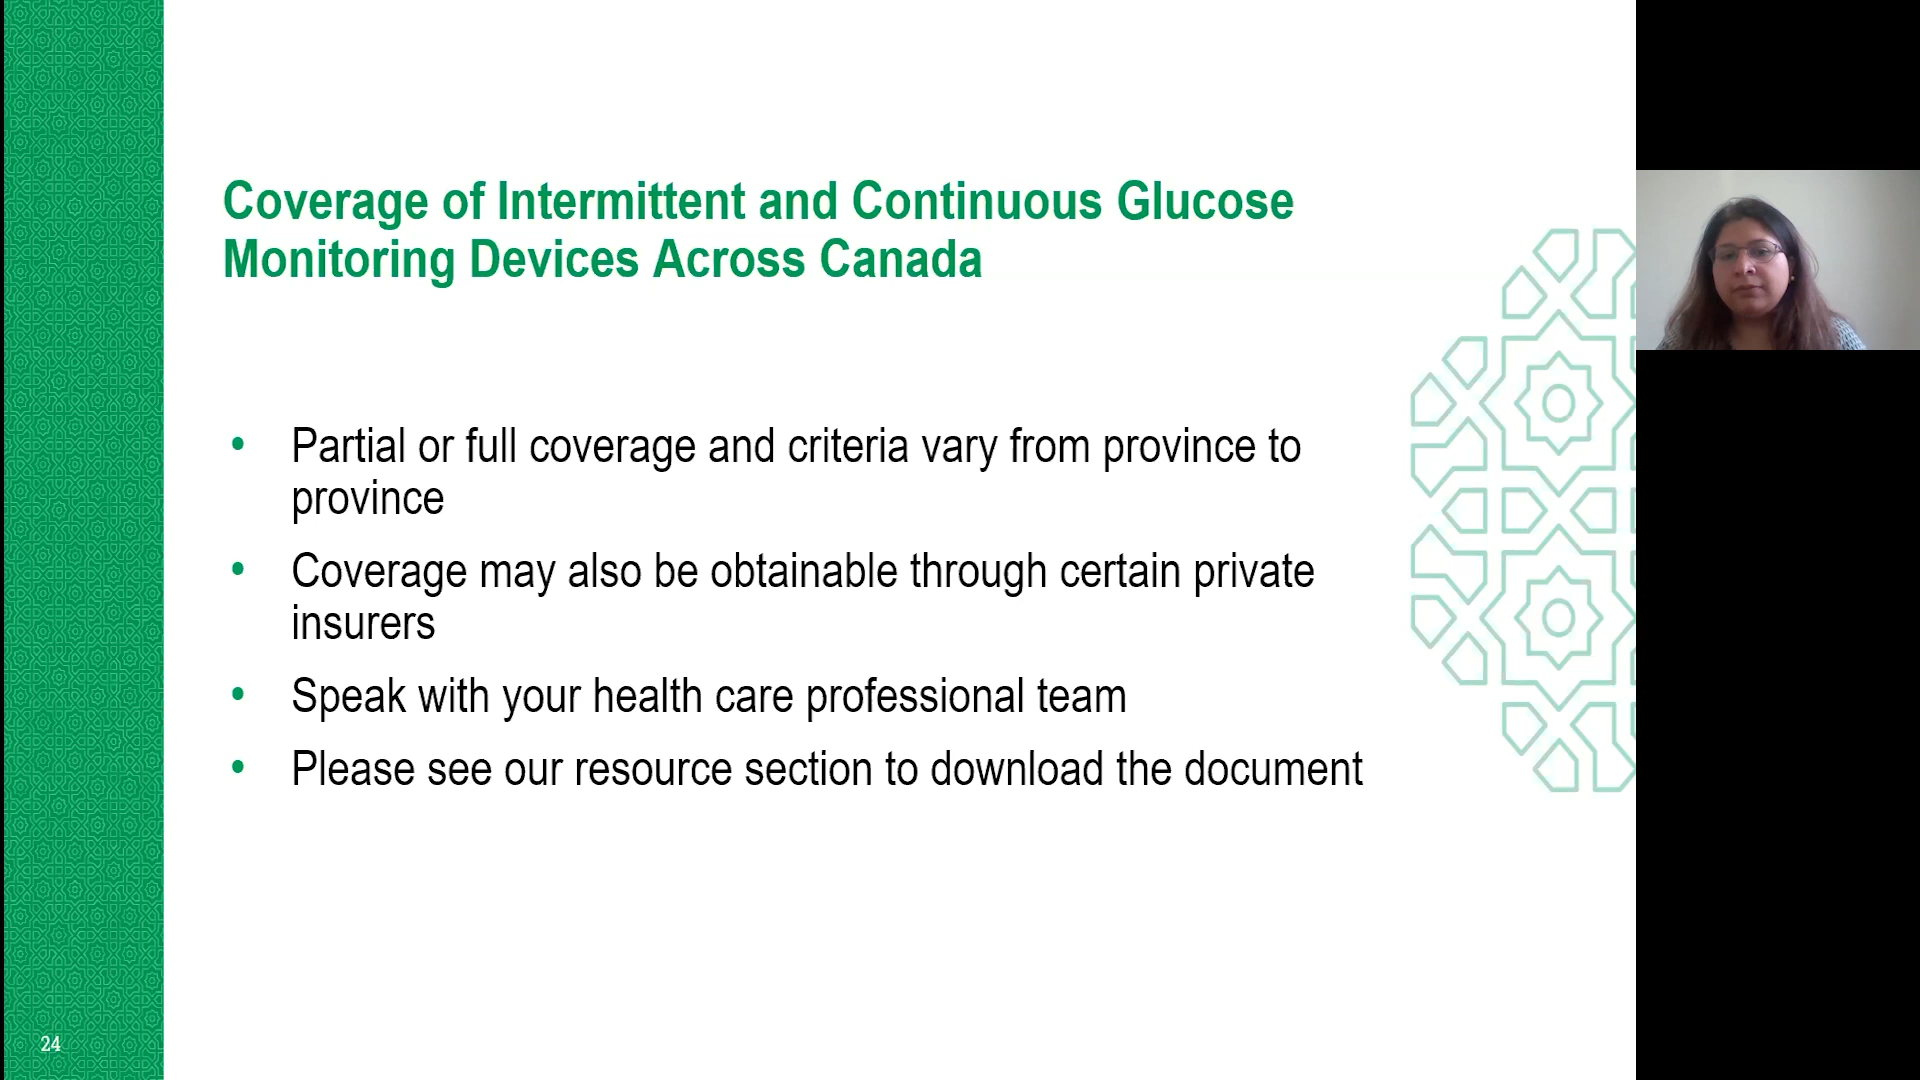 Coverage of Intermittent and Continuous Glucose
Monitoring Devices Across Canada
• Partial or full coverage and criteria vary from province to
province
• Coverage may also be obtainable through certain private
insurers
• Speak with your health care professional team
• Please see our resource section to download the document
24